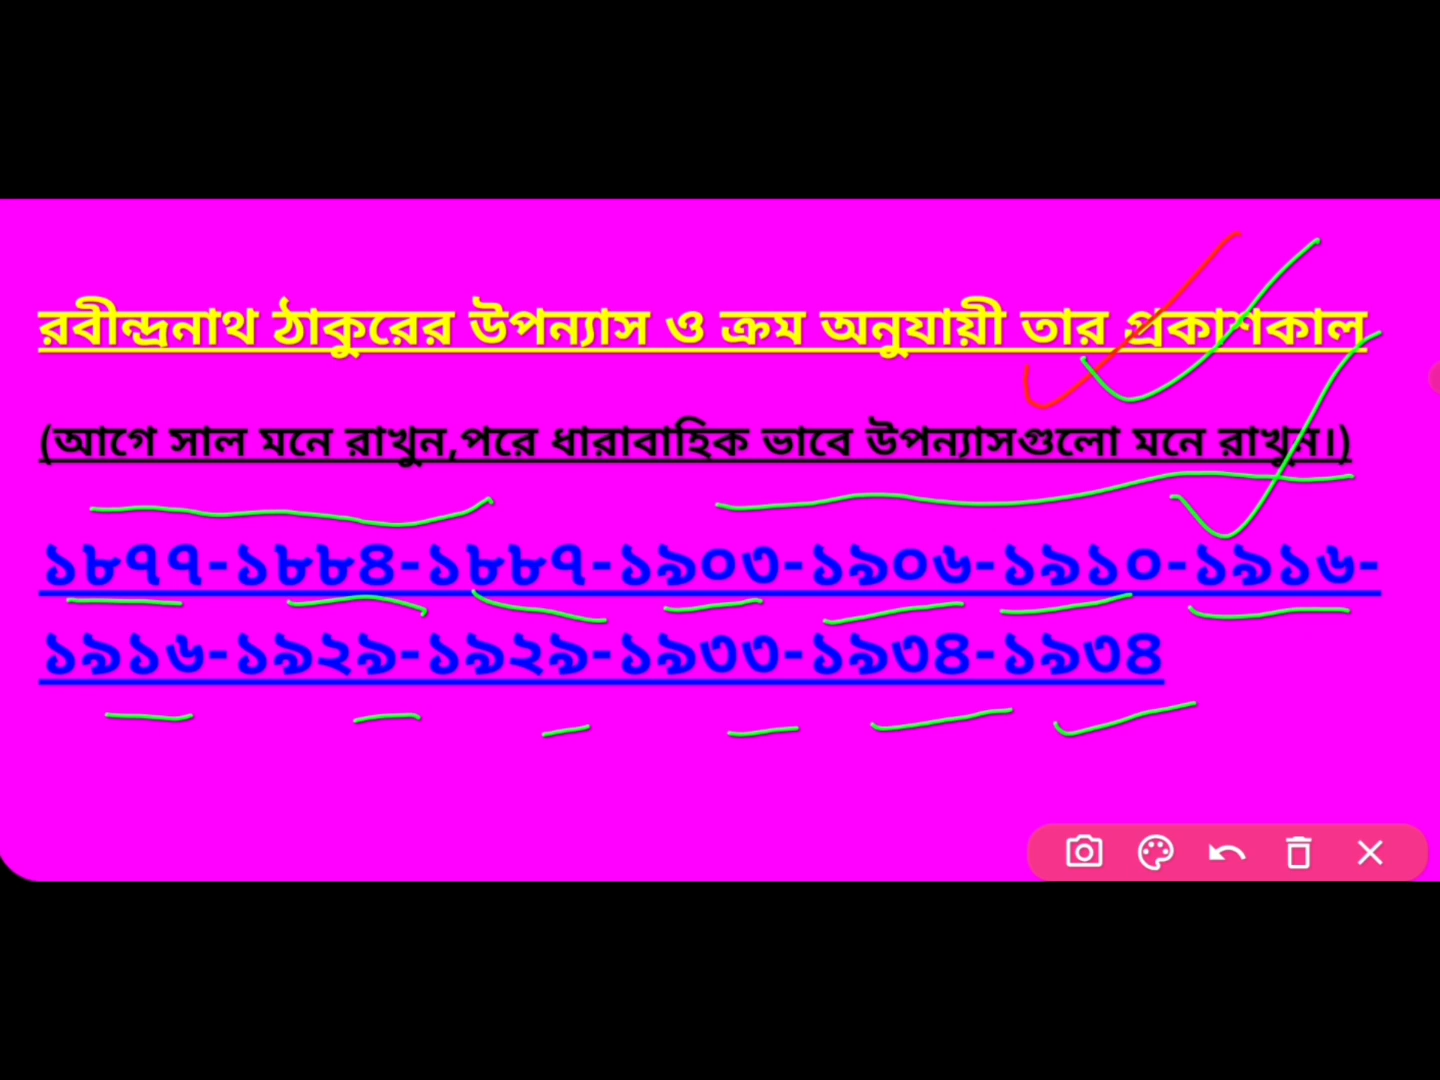 রবীন্দ্রনাথ ঠাকুরের উপন্যাস ও ক্রম অনুযায়ী তার প্রকাশকাল
(আগে সাল মনে রাখুন,পরে ধারাবাহিক ভাবে উপন্যাসগুলো মনে রাখুন।)
১৮৭৭-১৮৮৪-১৮৮৭-১৯০৩-১৯০৬-১৯১০-১৯১৬-
১৯১৬-১৯২৯-১৯২৯-১৯৩৩-১৯৩৪-১৯৩৪